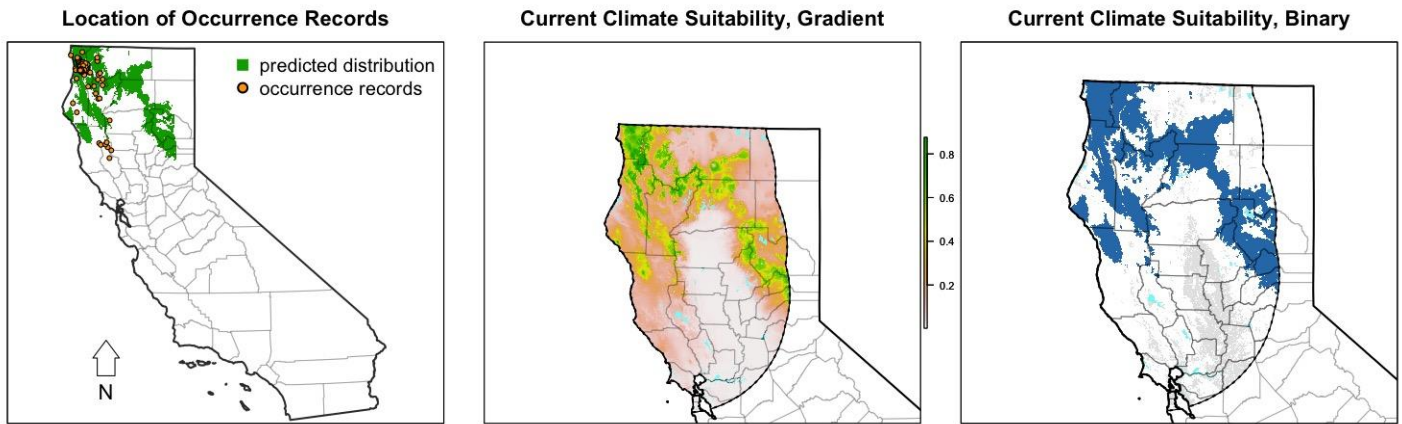 Location of Occurrence Records
predicted distribution
occurrence records
N
Current Climate Suitability, Gradient
0.8
0.6
0.4
0.2
Current Climate Suitability, Binary